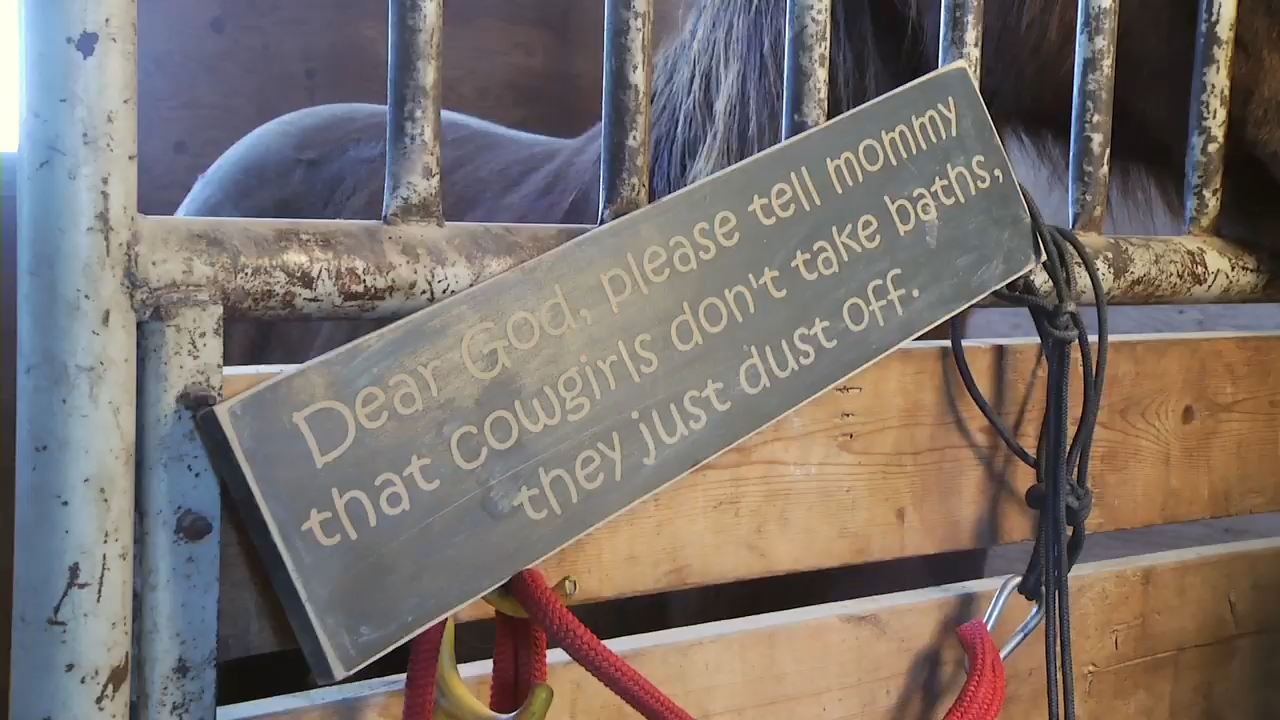 Dear God, please tell mommy
that cowgirls don't take baths,
they just dust off.